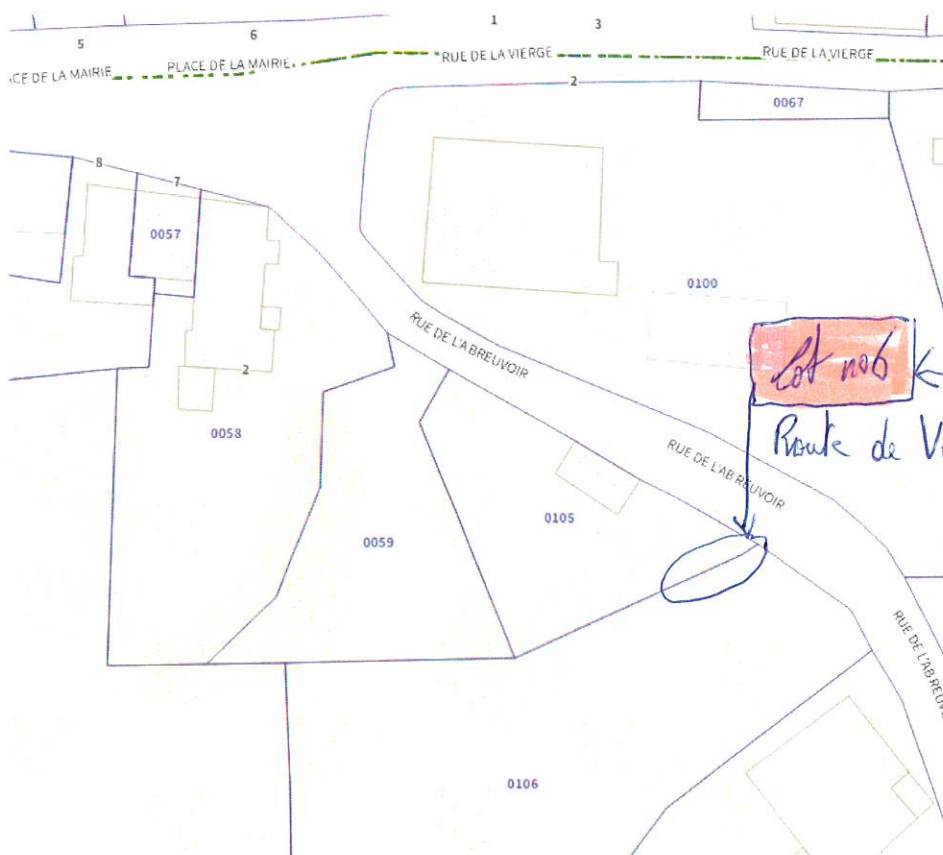 1
3
5
6
CE DE LA MAIRIE
PLACE DE LA MAIRIE
RUE DE LA VIERGE
RUE DE LA VIERGE
2
0067
8
7
0057
0100
RUE DE L'ABREUVOIR
Lot no6
2
Route de V
0058
RUE DE L'ABREUVOIR
0105
0059
RUE DE L'ABREUV
0106